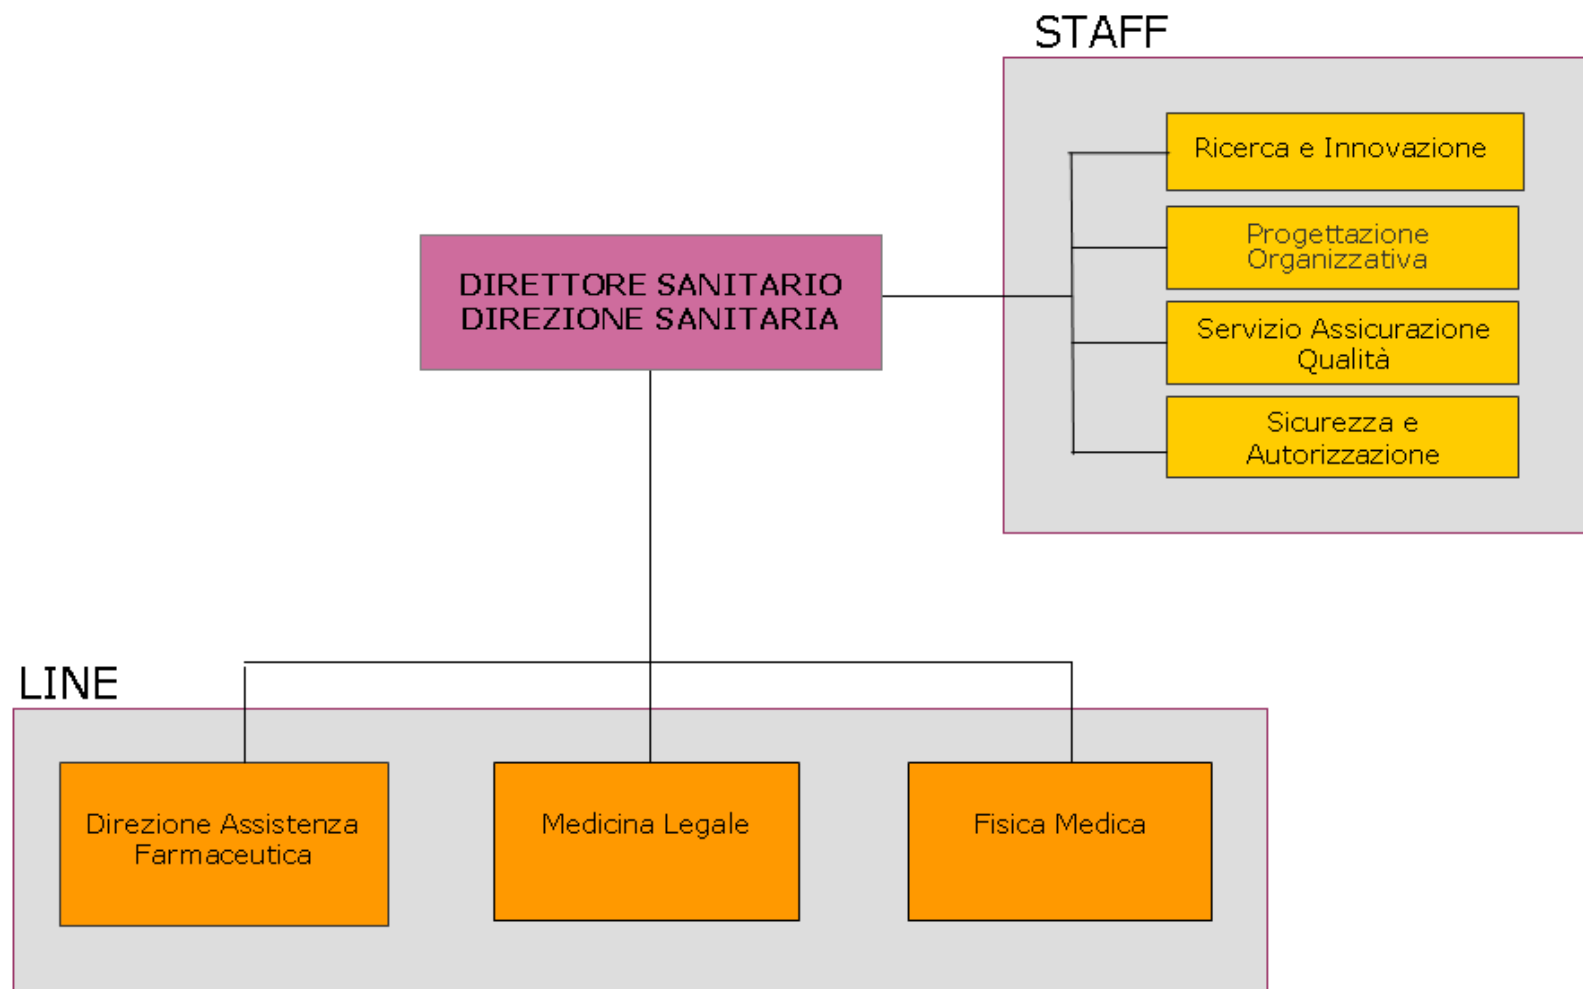 STAFF
Ricerca e Innovazione
Progettazione
Organizzativa
DIRETTORE SANITARIO
DIREZIONE SANITARIA
Servizio Assicurazione
Qualità
Sicurezza e
Autorizzazione
LINE
Direzione Assistenza
Farmaceutica
Medicina Legale
Fisica Medica